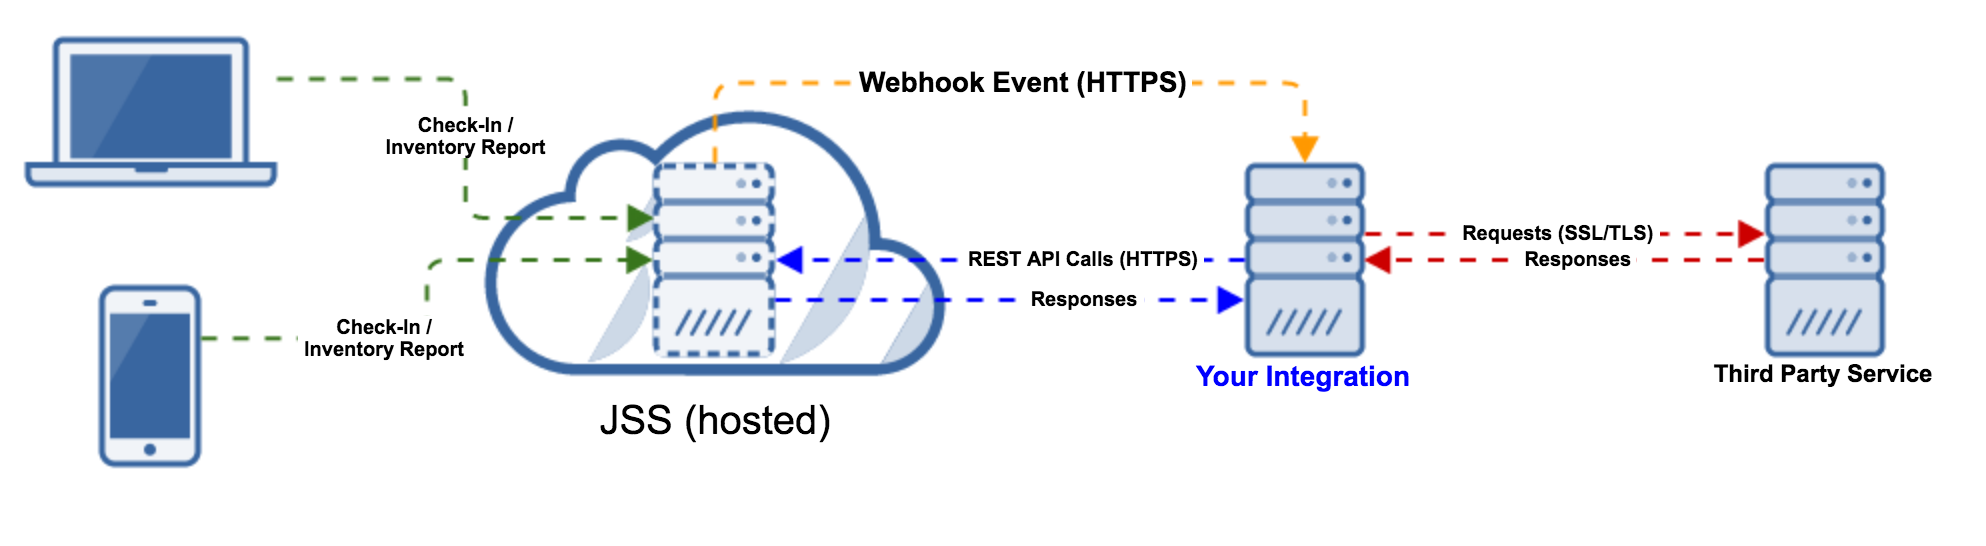 Webhook Event (HTTPS)
Check-In /
Inventory Report
Requests (SSL/TLS)
REST API Calls (HTTPS)
Responses
Responses
Check-In /
Inventory Report
Your Integration
Third Party Service
JSS (hosted)